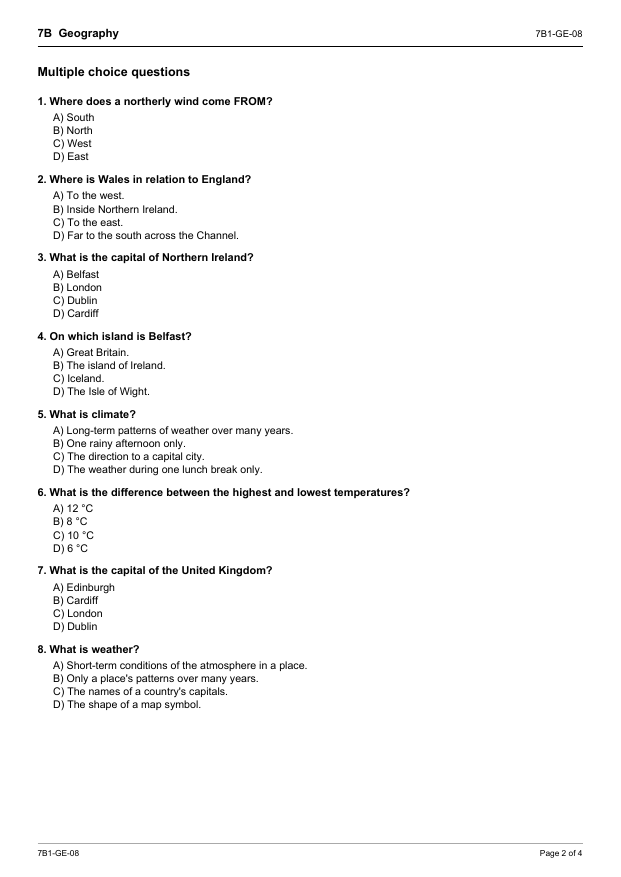 7B  Geography
7B1-GE-08
Multiple choice questions
1. Where does a northerly wind come FROM?
A) South
B) North
C) West
D) East
2. Where is Wales in relation to England?
A) To the west.
B) Inside Northern Ireland.
C) To the east.
D) Far to the south across the Channel.
3. What is the capital of Northern Ireland?
A) Belfast
B) London
C) Dublin
D) Cardiff
4. On which island is Belfast?
A) Great Britain.
B) The island of Ireland.
C) Iceland.
D) The Isle of Wight.
5. What is climate?
A) Long-term patterns of weather over many years.
B) One rainy afternoon only.
C) The direction to a capital city.
D) The weather during one lunch break only.
6. What is the difference between the highest and lowest temperatures?
A) 12 °C
B) 8 °C
C) 10 °C
D) 6 °C
7. What is the capital of the United Kingdom?
A) Edinburgh
B) Cardiff
C) London
D) Dublin
8. What is weather?
A) Short-term conditions of the atmosphere in a place.
B) Only a place's patterns over many years.
C) The names of a country's capitals.
D) The shape of a map symbol.
7B1-GE-08
Page 2 of 4